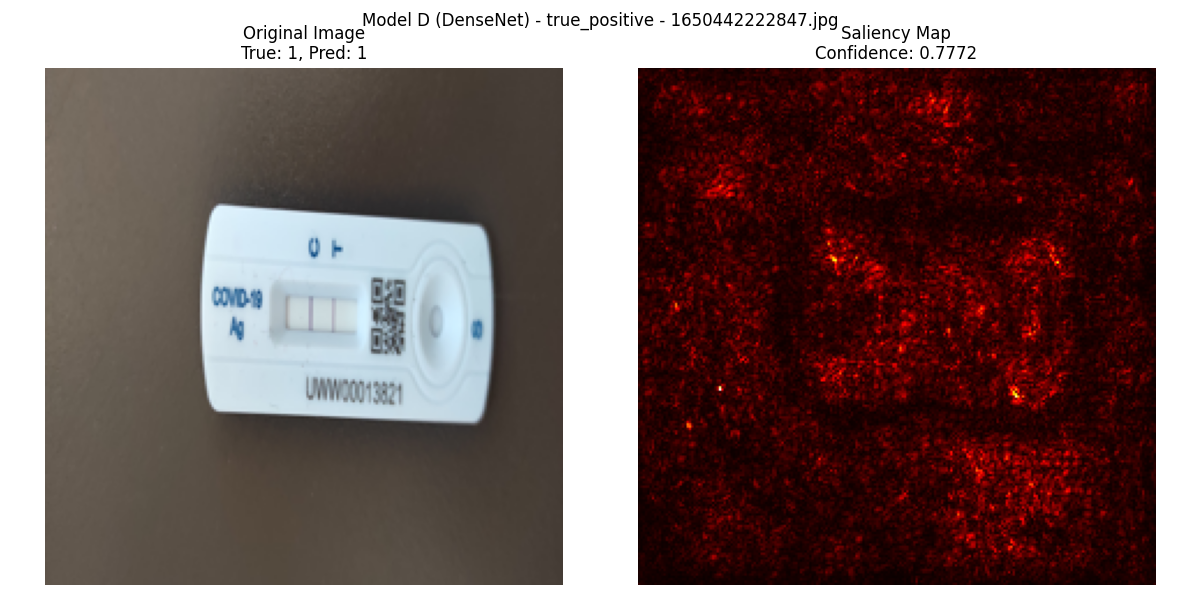 Model D (DenseNet) - true_positive - 1650442222847.jpg
Original Image
True: 1, Pred: 1
Saliency Map
Confidence: 0.7772
C
T
COVID-19
Ag
S
UWW00013821